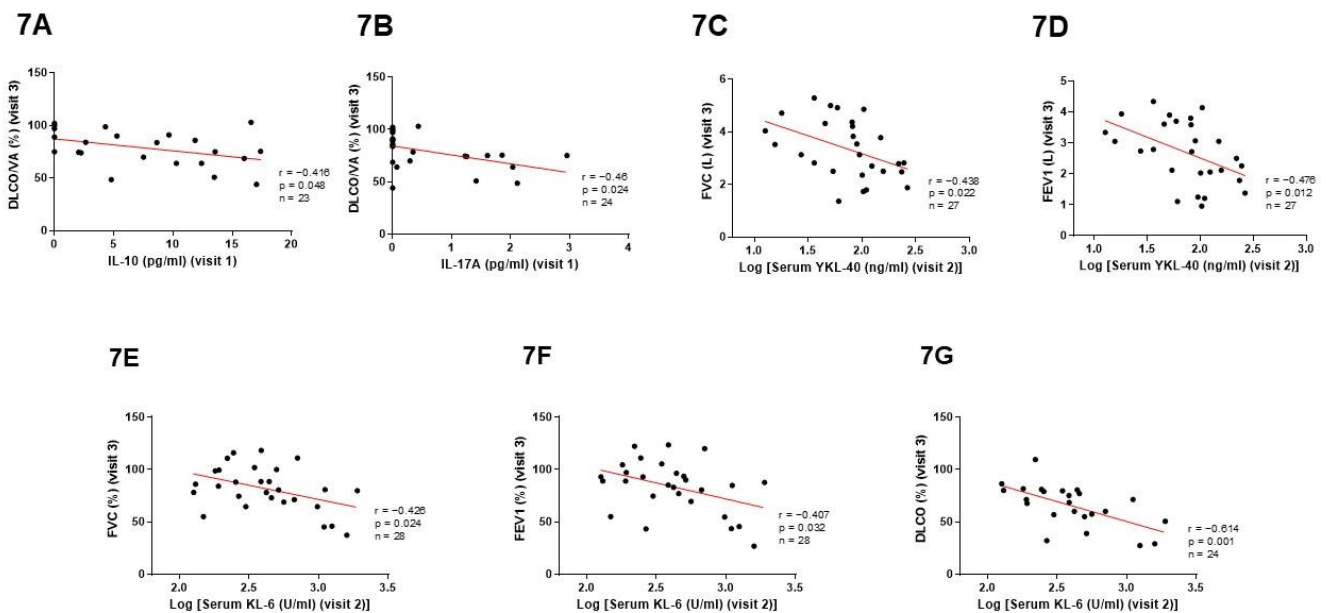 7A
7B
7C
7D
DLCO/VA (%) (visit 3)
150
100
50
0
0
5
10
15
20
IL-10 (pg/ml) (visit 1)
r = -0.416
p = 0.048
n = 23
DLCO/VA (%) (visit 3)
150
100
50
0
0
1
2
3
4
IL-17A (pg/ml) (visit 1)
r = -0.46
p = 0.024
n = 24
FVC (L) (visit 3)
6
4
2
0
1.0
1.5
2.0
2.5
3.0
Log [Serum YKL-40 (ng/ml) (visit 2)]
r = -0.438
p = 0.022
n = 27
FEV1 (L) (visit 3)
5
4
3
2
1
0
1.0
1.5
2.0
2.5
3.0
Log [Serum YKL-40 (ng/ml) (visit 2)]
r = -0.476
p = 0.012
n = 27
7E
7F
7G
FVC (%) (visit 3)
150
100
50
0
2.0
2.5
3.0
3.5
Log [Serum KL-6 (U/ml) (visit 2)]
r = -0.426
p = 0.024
n = 28
FEV1 (%) (visit 3)
150
100
50
0
2.0
2.5
3.0
3.5
Log [Serum KL-6 (U/ml) (visit 2)]
r = -0.407
p = 0.032
n = 28
DLCO (%) (visit 3)
150
100
50
0
2.0
2.5
3.0
3.5
Log [Serum KL-6 (U/ml) (visit 2)]
r = -0.614
p = 0.001
n = 24